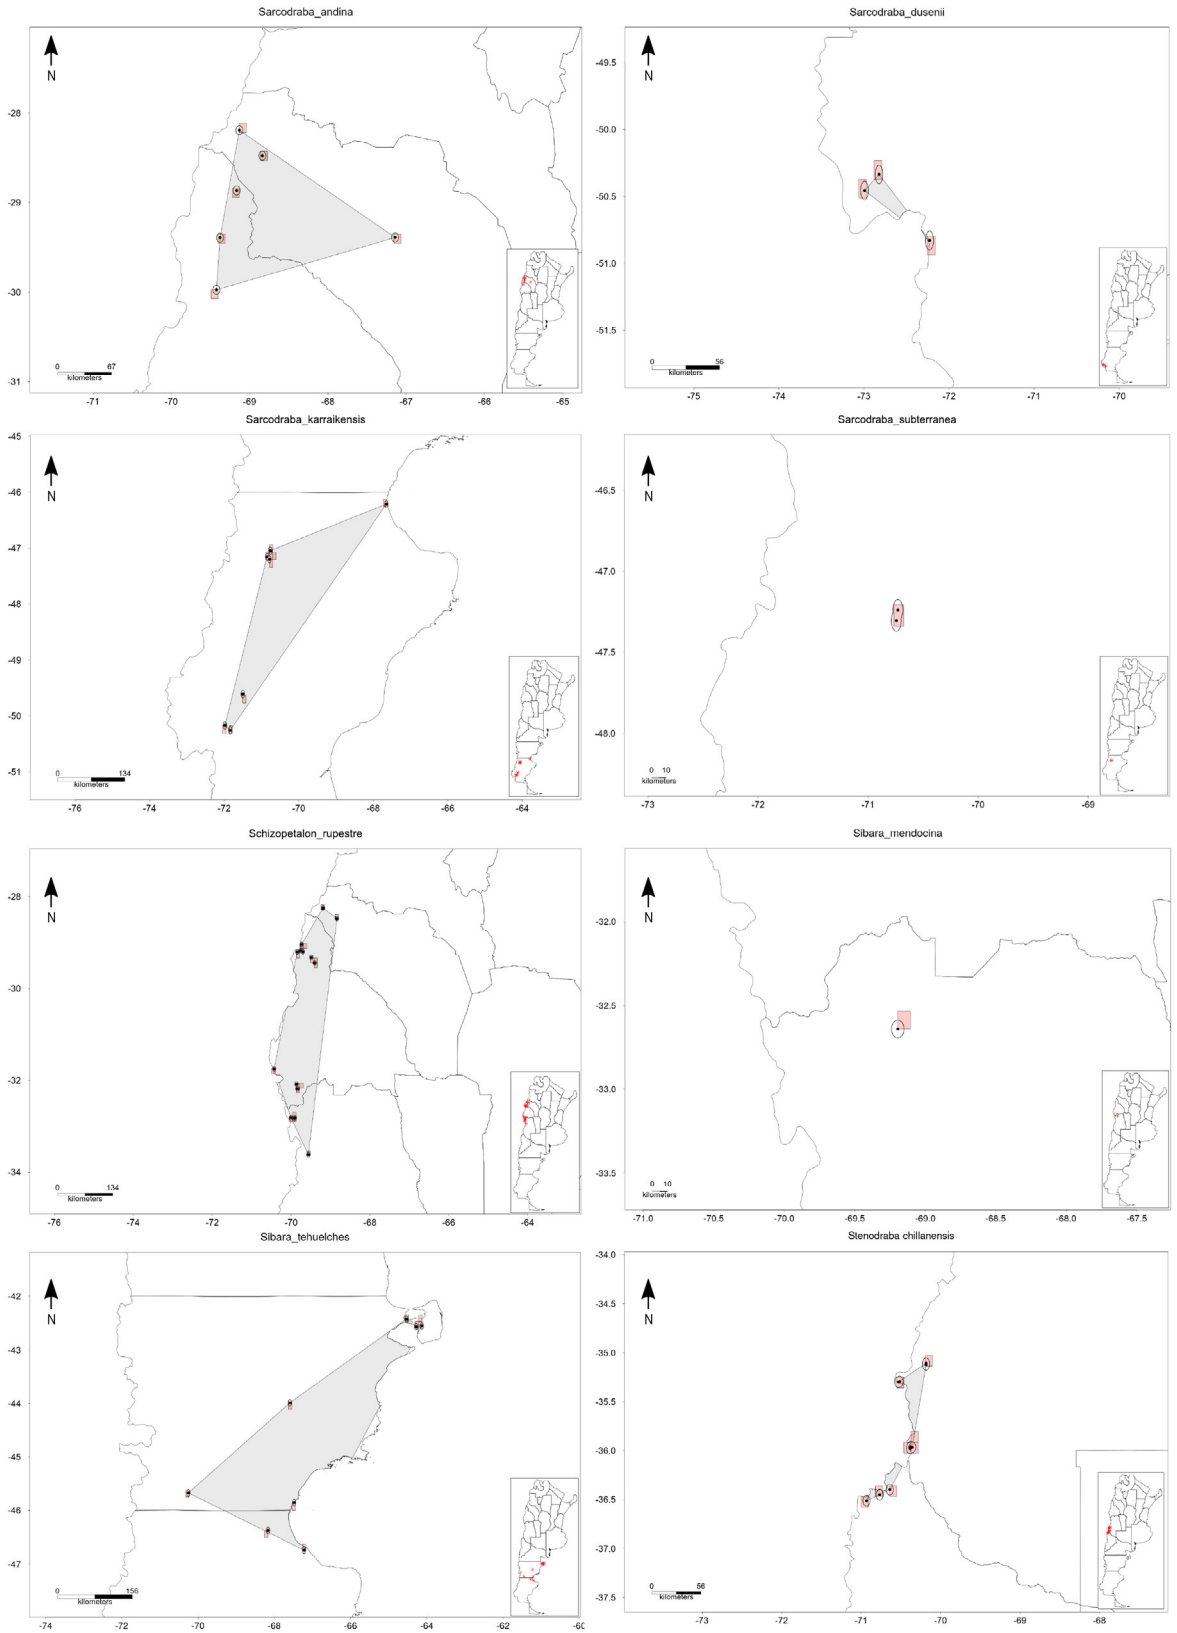 Sarcodraba_andina
N
-28
-29
-30
-31
0 67
kilometers
-71 -70 -69 -68 -67 -66 -65
Sarcodraba_dusenii
N
-49.5
-50.0
-50.5
-51.0
-51.5
0 56
kilometers
-75 -74 -73 -72 -71 -70
Sarcodraba_karraikensis
N
-45
-46
-47
-48
-49
-50
-51
0 134
kilometers
-76 -74 -72 -70 -68 -66 -64
Sarcodraba_subterranea
N
-46.5
-47.0
-47.5
-48.0
0 10
kilometers
-73 -72 -71 -70 -69
Schizopetalon_rupestre
N
-28
-30
-32
-34
0 134
kilometers
-76 -74 -72 -70 -68 -66 -64
Sibara_mendocina
N
-32.0
-32.5
-33.0
-33.5
0 10
kilometers
-71.0 -70.5 -70.0 -69.5 -69.0 -68.5 -68.0 -67.5
Sibara_tehuelches
N
-42
-43
-44
-45
-46
-47
0 156
kilometers
-74 -72 -70 -68 -66 -64 -62
Stenodraba chillanensis
N
-34.0
-34.5
-35.0
-35.5
-36.0
-36.5
-37.0
-37.5
0 56
kilometers
-73 -72 -71 -70 -69 -68